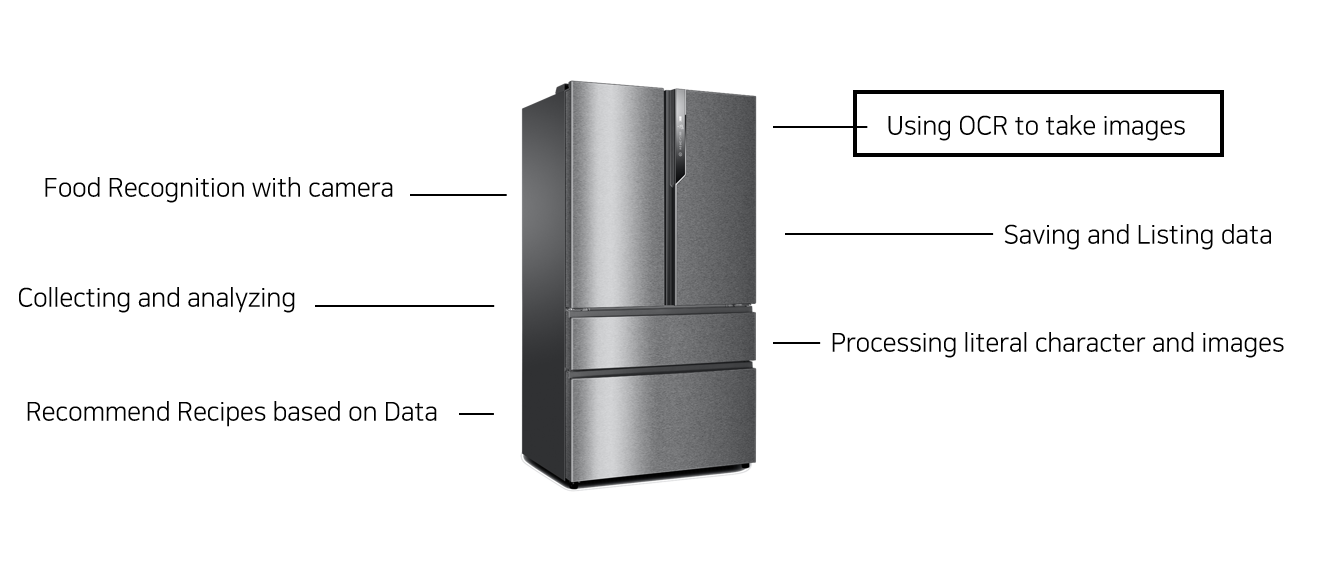 Using OCR to take images
Food Recognition with camera
Saving and Listing data
Collecting and analyzing
Processing literal character and images
Recommend Recipes based on Data